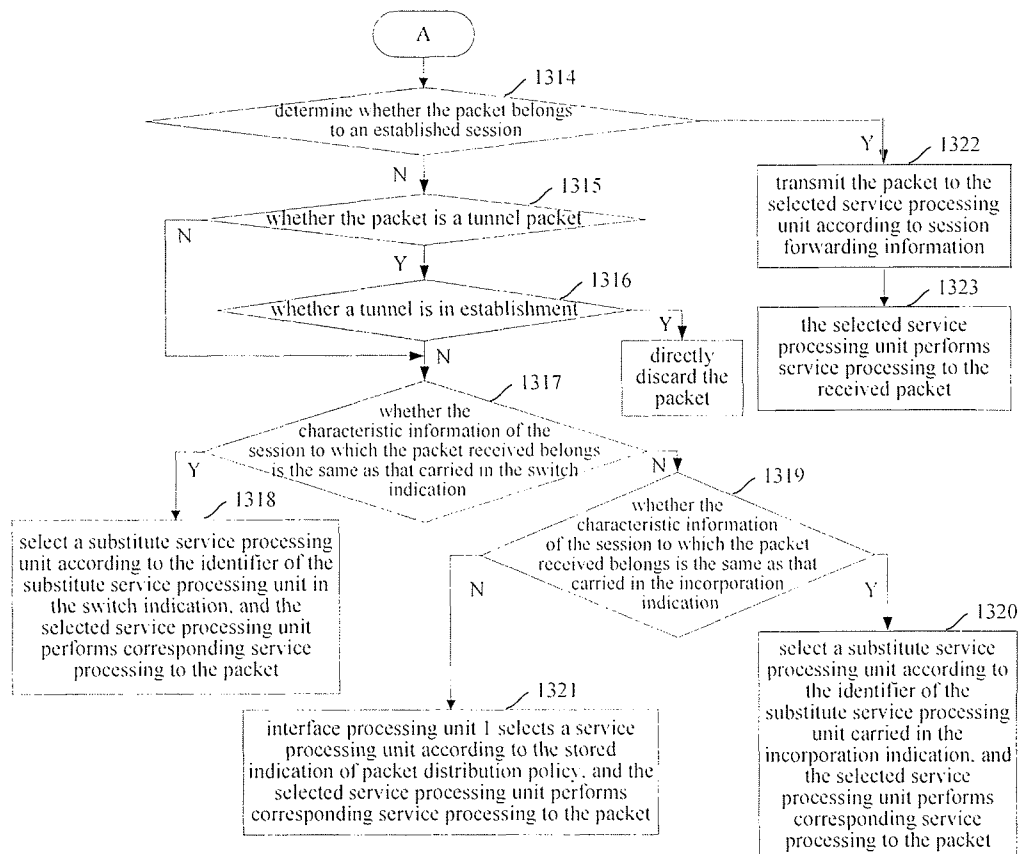 A
1314
determine whether the packet belongs
to an established session
Y
1322
transmit the packet to the
selected service processing
unit according to session
forwarding information
1323
the selected service
processing unit performs
service processing to the
received packet
N
1315
whether the packet is a tunnel packet
N
Y
1316
whether a tunnel is in establishment
Y
directly
discard the
packet
N
1317
whether the
characteristic information of the
session to which the packet received belongs
is the same as that carried in the switch
indication
Y
1318
select a substitute service processing
unit according to the identifier of the
substitute service processing unit in
the switch indication, and the
selected service processing unit
performs corresponding service
processing to the packet
N
1319
whether the
characteristic information
of the session to which the packet
received belongs is the same as that
carried in the incorporation
indication
N
1321
interface processing unit 1 selects a service
processing unit according to the stored
indication of packet distribution policy, and the
selected service processing unit performs
corresponding service processing to the packet
Y
1320
select a substitute service
processing unit according to
the identifier of the
substitute service processing
unit carried in the
incorporation indication, and
the selected service
processing unit performs
corresponding service
processing to the packet